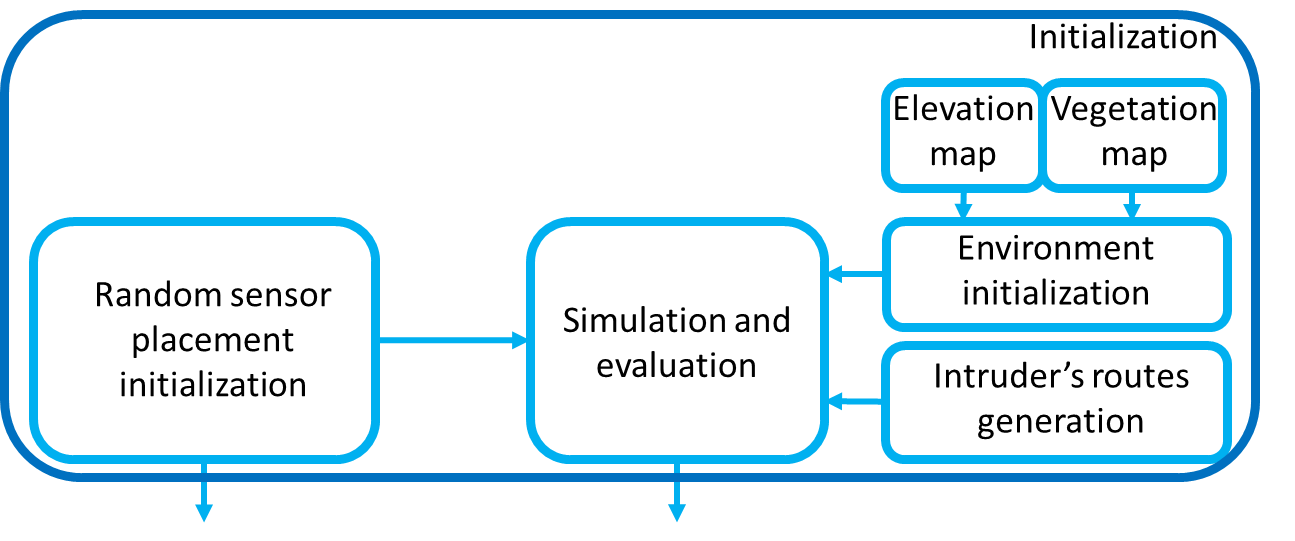 Initialization
Elevation
map
Vegetation
map
Random sensor
placement
initialization
Simulation and
evaluation
Environment
initialization
Intruder’s routes
generation